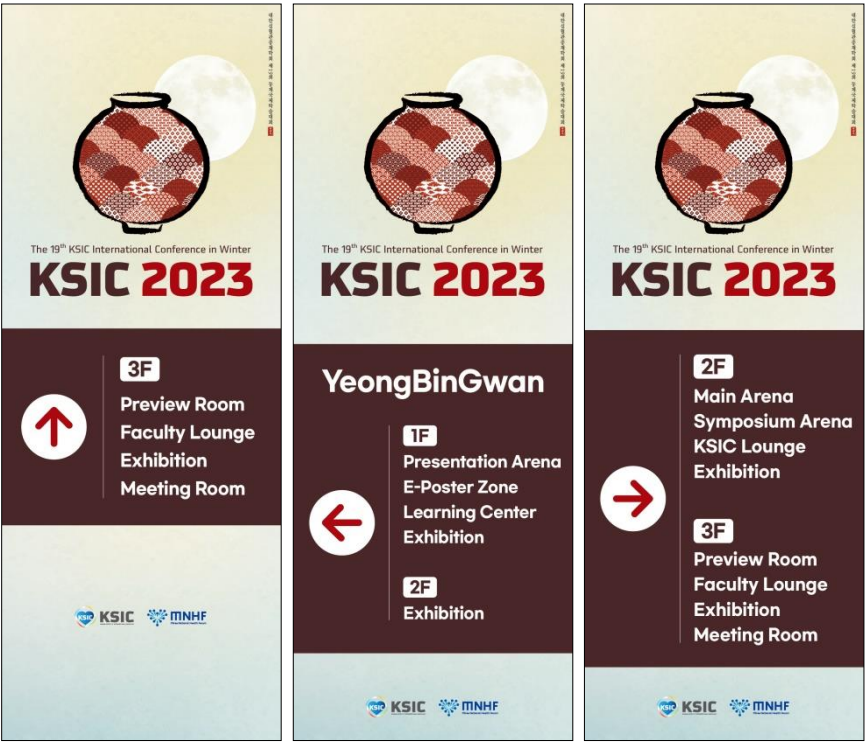 The 19th KSIC International Conference in Winter
KSIC 2023
3F
Preview Room
Faculty Lounge
Exhibition
Meeting Room
KSIC
KSIC
MNHF
The 19th KSIC International Conference in Winter
KSIC 2023
YeongBinGwan
1F
Presentation Arena
E-Poster Zone
Learning Center
Exhibition
2F
Exhibition
KSIC
KSIC
MNHF
The 19th KSIC International Conference in Winter
KSIC 2023
2F
Main Arena
Symposium Arena
KSIC Lounge
Exhibition
3F
Preview Room
Faculty Lounge
Exhibition
Meeting Room
KSIC
KSIC
MNHF